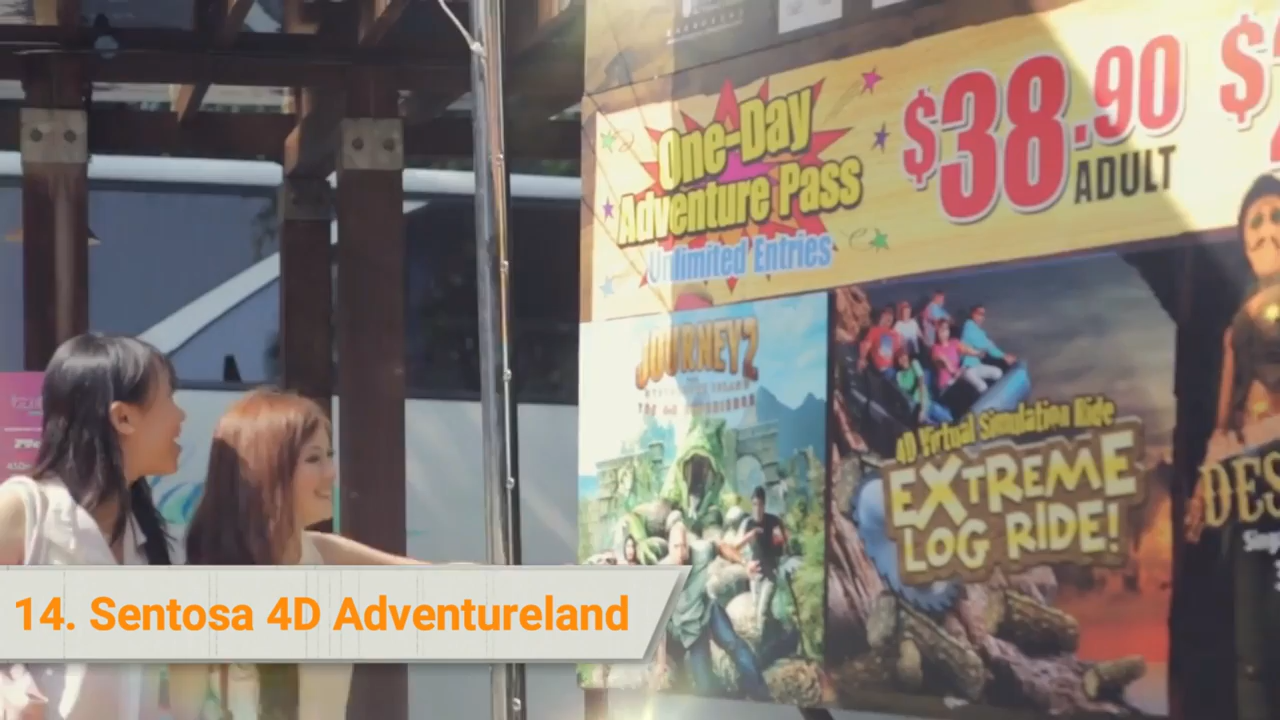 One-Day
Adventure Pass
Unlimited Entries
$38.90
ADULT
$
JOURNEY2
EXTREME
4D Virtual Simulation Ride
LOG RIDE!
DES
14. Sentosa 4D Adventureland